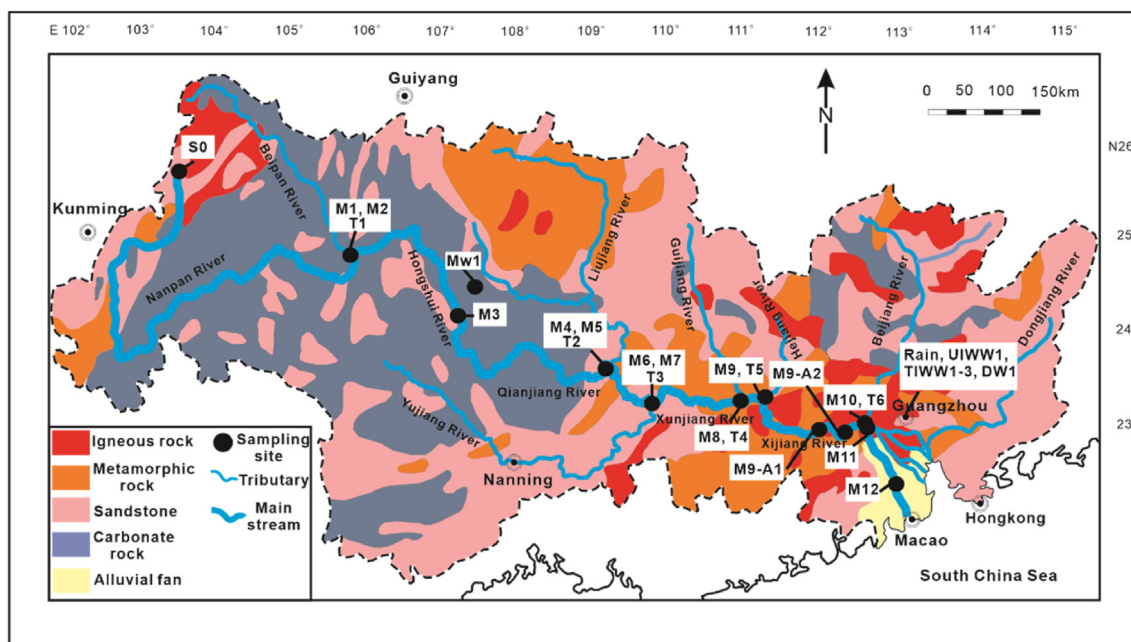 E 102° 103° 104° 105° 106° 107° 108° 109° 110° 111° 112° 113° 114° 115°
Guiyang
N
0 50 100 150km
N26
S0
Beipan River
Kunming
M1, M2
T1
25
Mw1
Liujiang River
Guijiang River
Nanpan River
Hongshui River
M3
Hejiang River
Beijiang River
Dongjiang River
24
M4, M5
T2
M6, M7
T3
M9, T5
M9-A2
Rain, UIWW1,
TIWW1-3, DW1
M10, T6
Guangzhou
Qianjiang River
Yujiang River
Xunjiang River
Xijiang River
23
M8, T4
M11
M9-A1
Nanning
M12
Hongkong
Macao
South China Sea
Igneous rock
Sampling site
Metamorphic rock
Tributary
Sandstone
Main stream
Carbonate rock
Alluvial fan